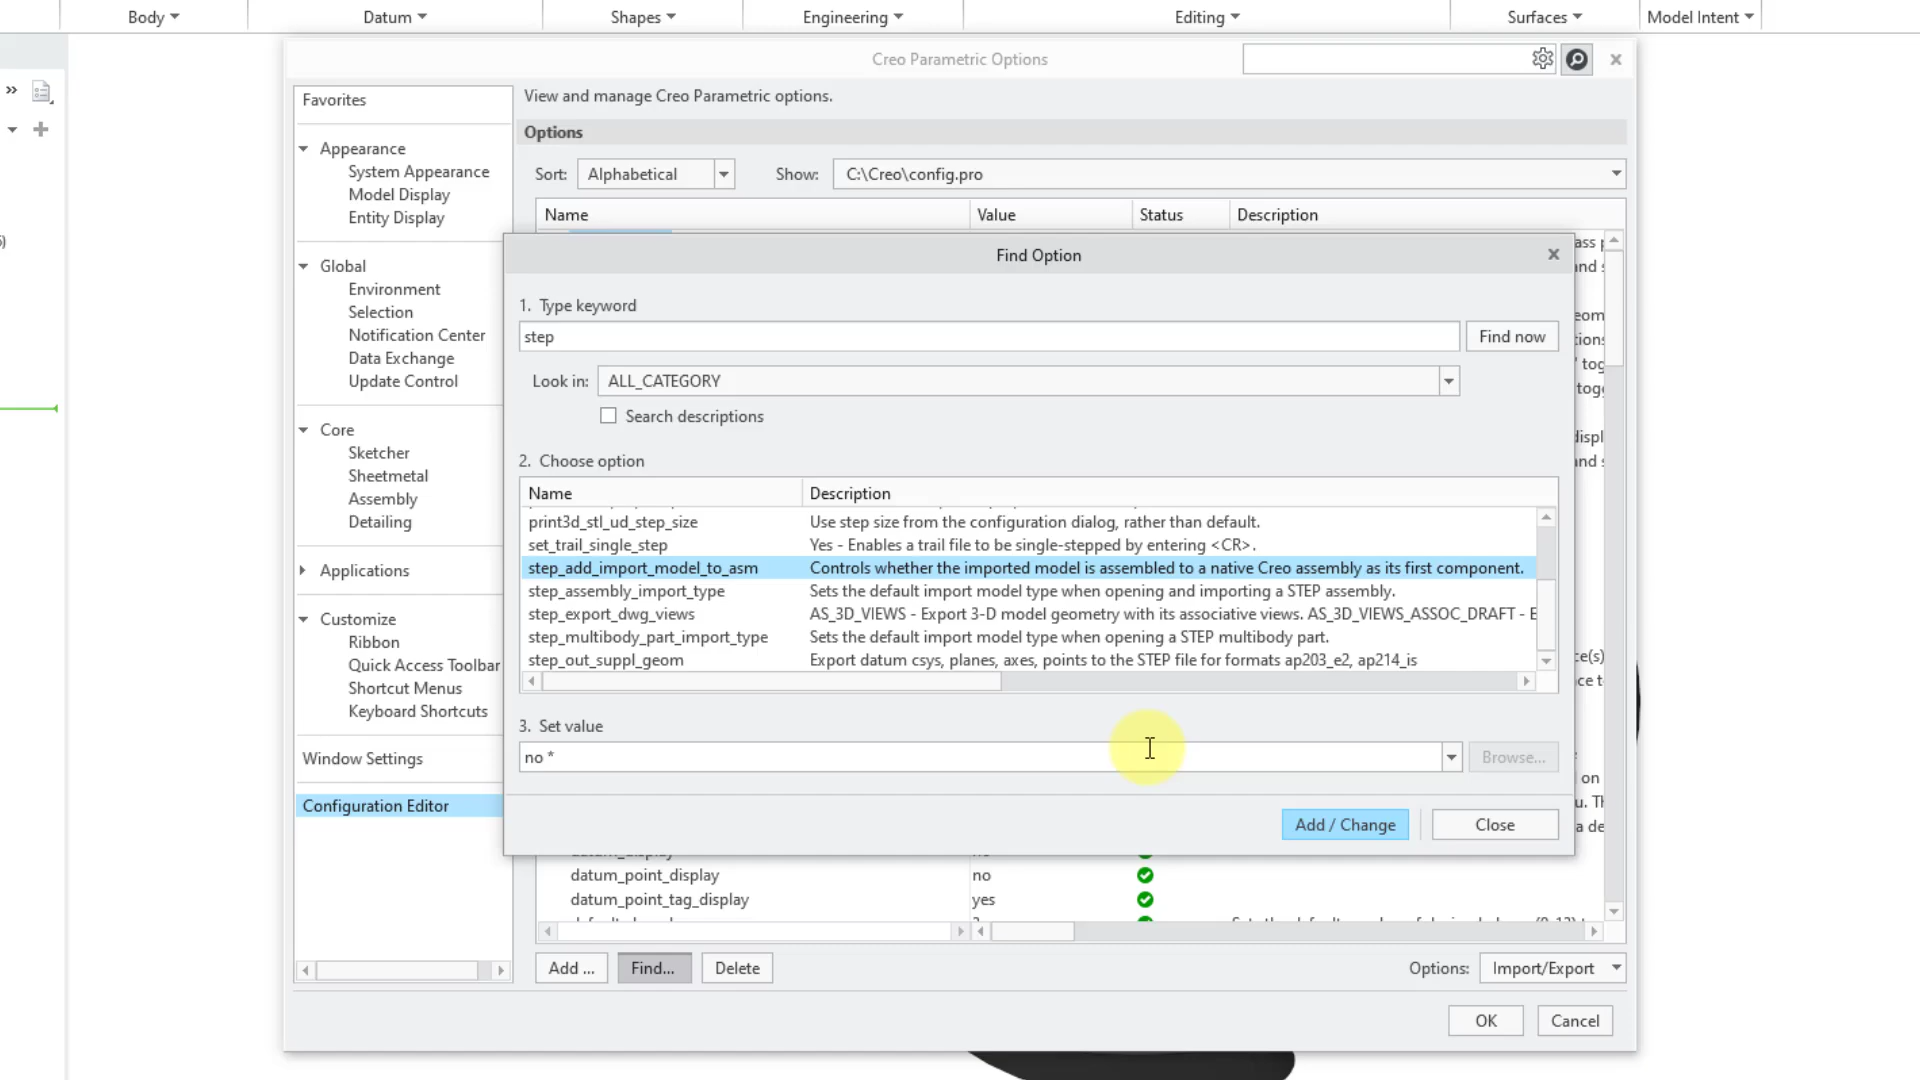 Body Datum Shapes Engineering Editing Surfaces Model Intent
Creo Parametric Options
Favorites
Appearance
System Appearance
Model Display
Entity Display
Global
Environment
Selection
Notification Center
Data Exchange
Update Control
Core
Sketcher
Sheetmetal
Assembly
Detailing
Applications
Customize
Ribbon
Quick Access Toolbar
Shortcut Menus
Keyboard Shortcuts
Window Settings
Configuration Editor
View and manage Creo Parametric options.
Options
Sort: Alphabetical Show: C:\Creo\config.pro
Name Value Status Description
Find Option
1. Type keyword
step Find now
Look in: ALL_CATEGORY
Search descriptions
2. Choose option
Name Description
print3d_stl_ud_step_size Use step size from the configuration dialog, rather than default.
set_trail_single_step Yes - Enables a trail file to be single-stepped by entering <CR>.
step_add_import_model_to_asm Controls whether the imported model is assembled to a native Creo assembly as its first component.
step_assembly_import_type Sets the default import model type when opening and importing a STEP assembly.
step_export_dwg_views AS_3D_VIEWS - Export 3-D model geometry with its associative views. AS_3D_VIEWS_ASSOC_DRAFT - E
step_multibody_part_import_type Sets the default import model type when opening a STEP multibody part.
step_out_suppl_geom Export datum csys, planes, axes, points to the STEP file for formats ap203_e2, ap214_is
3. Set value
no * Browse...
Add / Change Close
datum_point_display no
datum_point_tag_display yes
Add ... Find... Delete Options: Import/Export
OK Cancel